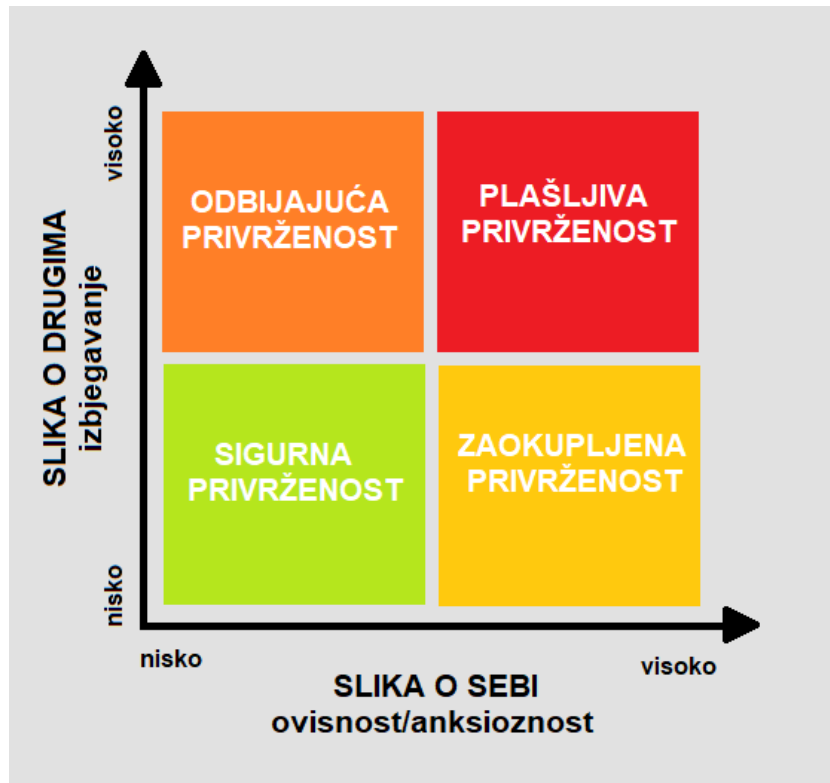 visoko
SLIKA O DRUGIMA
izbjegavanje
nisko
ODBIJAJUĆA
PRIVRŽENOST
PLAŠLJIVA
PRIVRŽENOST
SIGURNA
PRIVRŽENOST
ZAOKUPLJENA
PRIVRŽENOST
nisko
visoko
SLIKA O SEBI
ovisnost/anksioznost